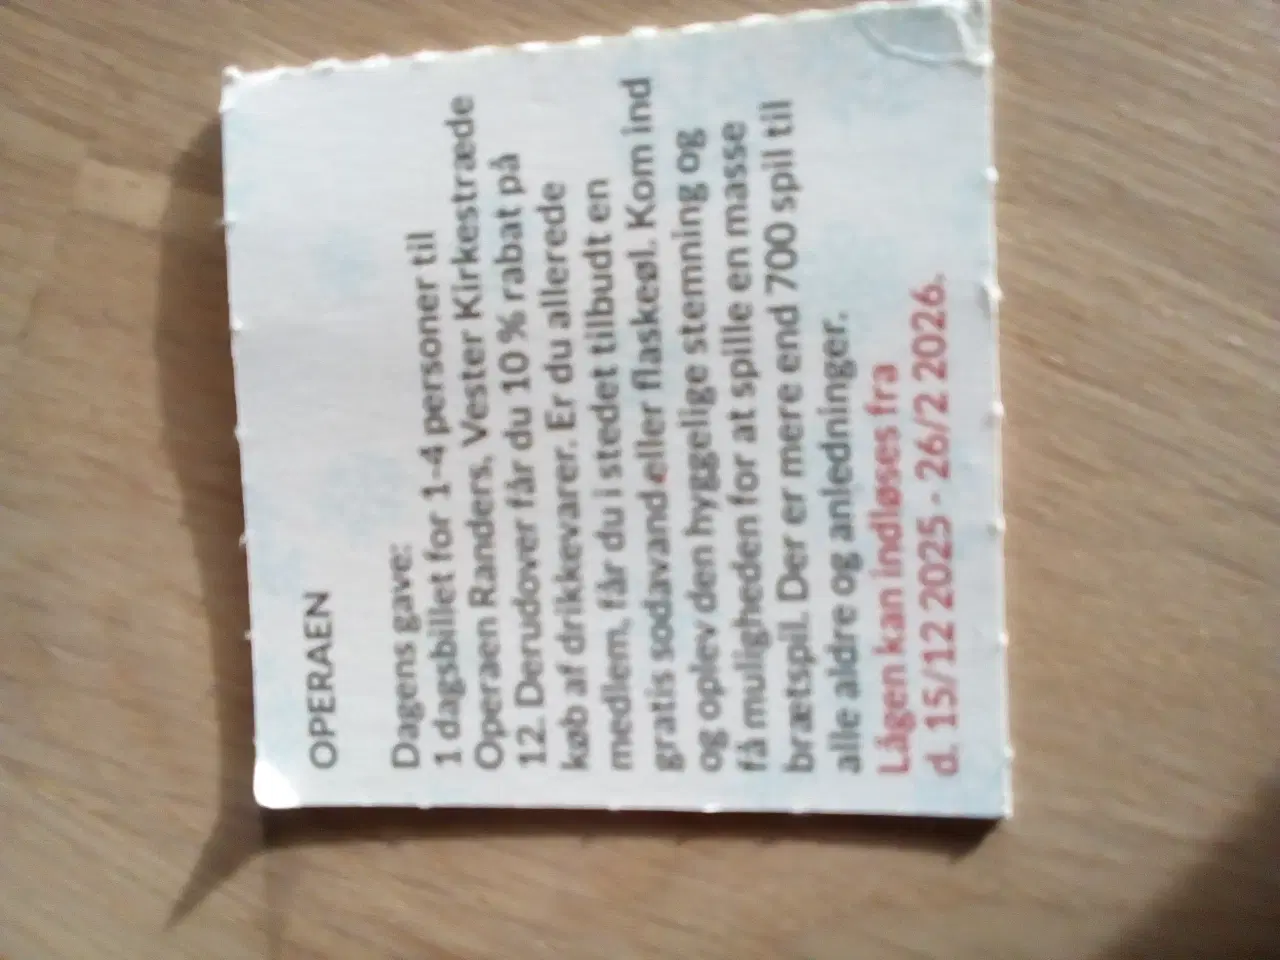 OPERAEN
Dagens gave:
1 dagsbillet for 1-4 personer til
Operaen Randers, Vester Kirkestræde
12. Derudover får du 10 % rabat på
køb af drikkevarer. Er du allerede
medlem, får du i stedet tilbudt en
gratis sodavand eller flaskeøl. Kom ind
og oplev den hyggelige stemning og
få muligheden for at spille en masse
brætspil. Der er mere end 700 spil til
alle aldre og anledninger.
Lågen kan indløses fra
d. 15/12 2025 - 26/2 2026.